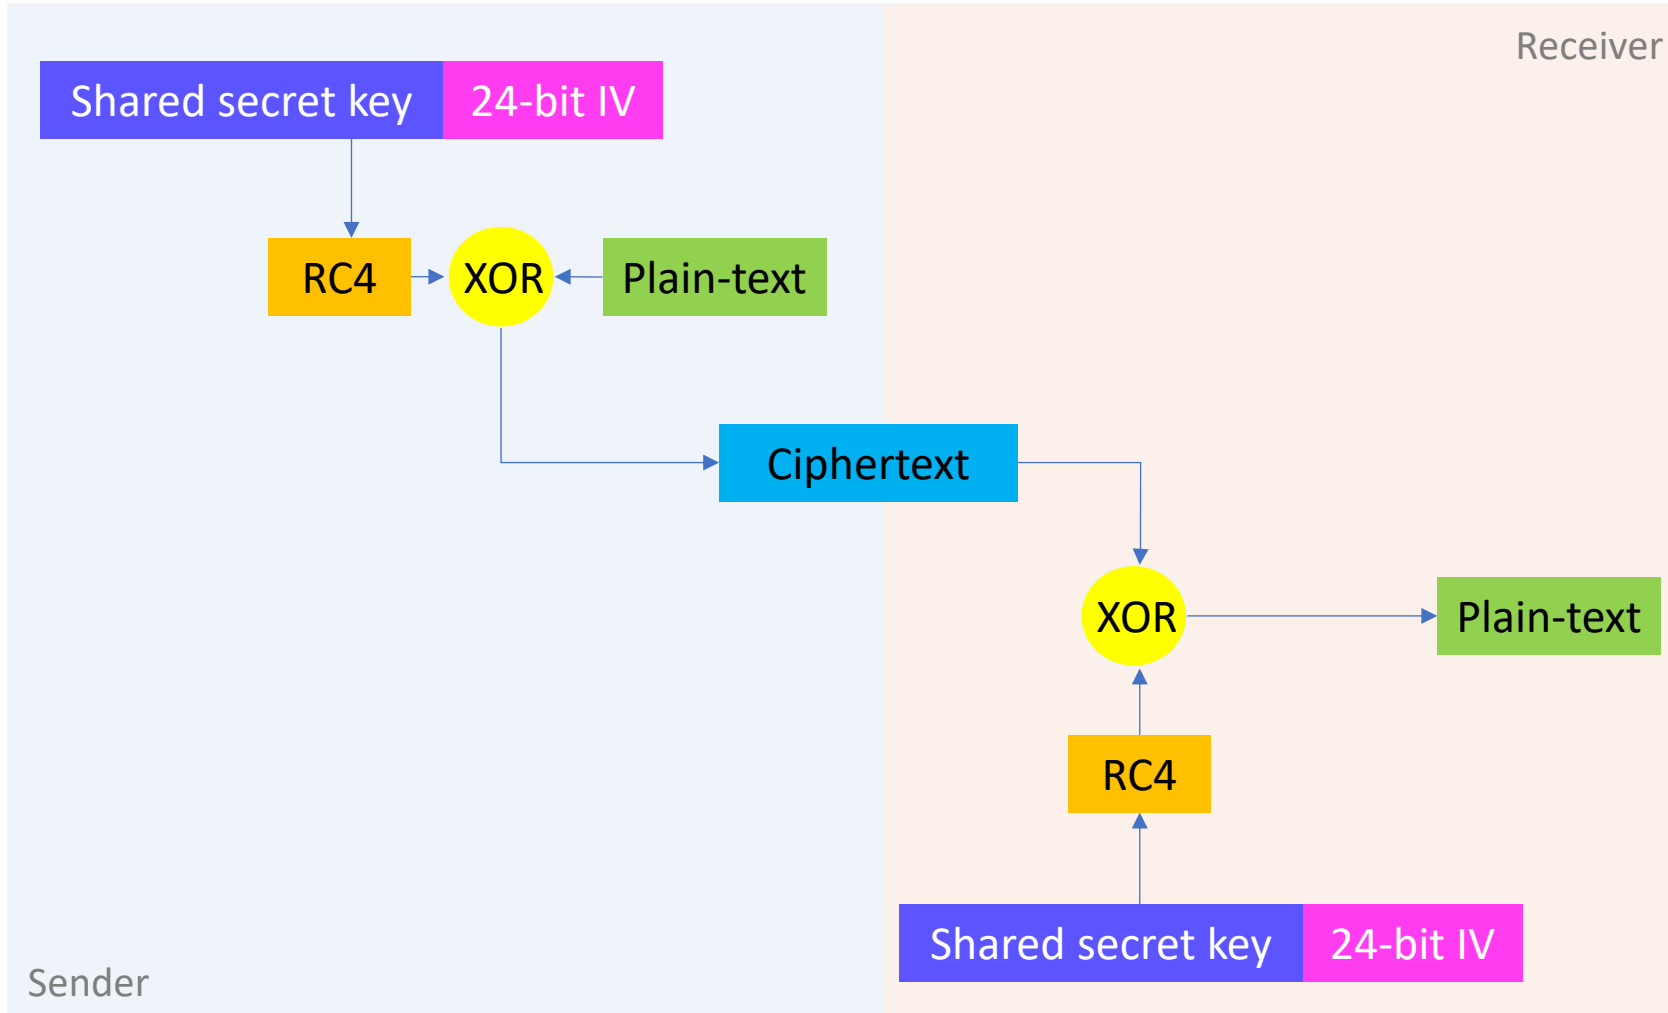 Receiver
Shared secret key 24-bit IV
RC4 XOR Plain-text
Ciphertext
XOR Plain-text
RC4
Shared secret key 24-bit IV
Sender